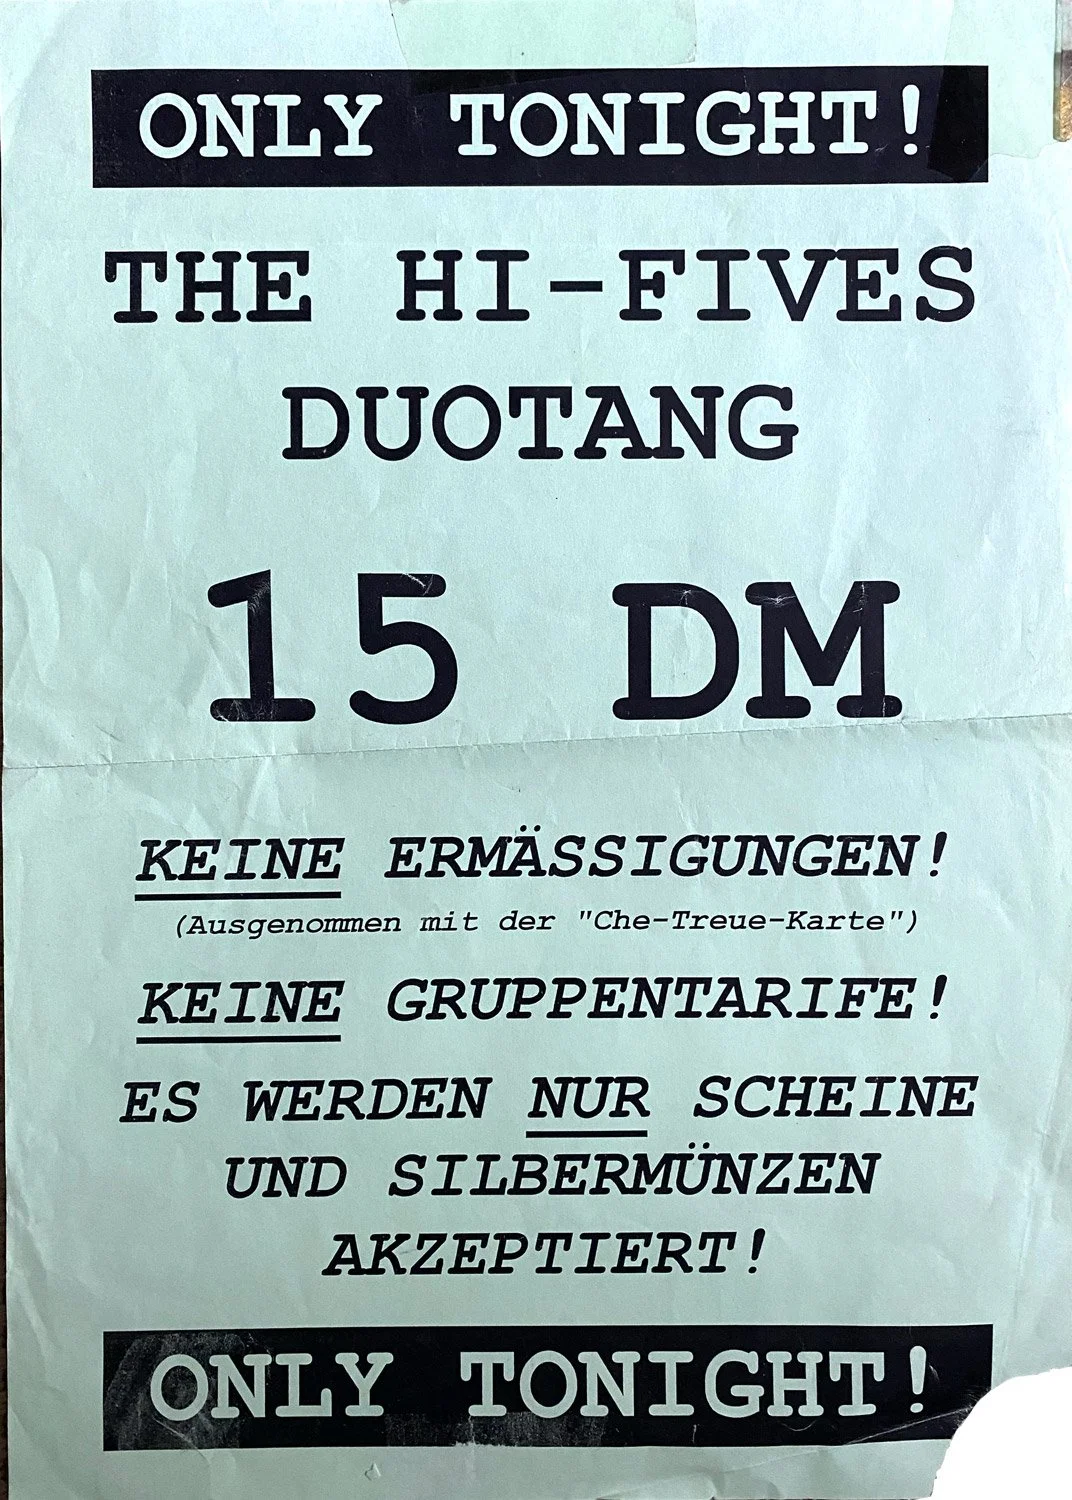 ONLY TONIGHT!
THE HI-FIVES
DUOTANG
15 DM
KEINE ERMÄSSIGUNGEN!
(Ausgenommen mit der "Che-Treue-Karte")
KEINE GRUPPENTARIFE!
ES WERDEN NUR SCHEINE
UND SILBERMÜNZEN
AKZEPTIERT!
ONLY TONIGHT!